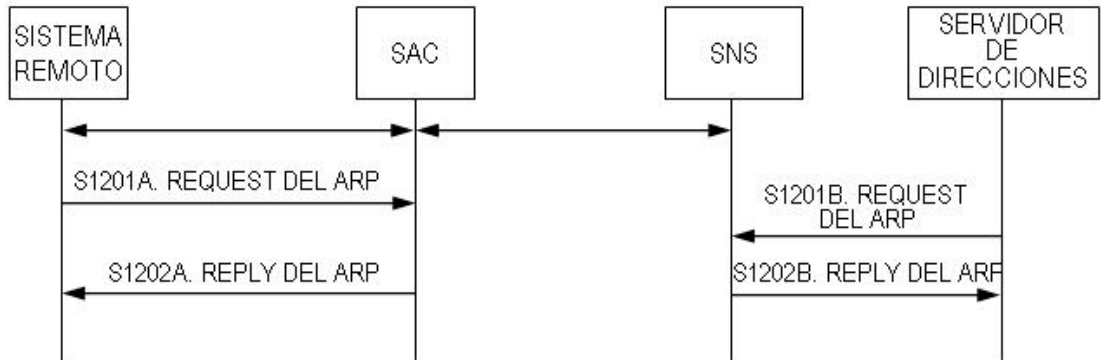 SISTEMA
REMOTO
SAC
SNS
SERVIDOR
DE
DIRECCIONES
S1201A. REQUEST DEL ARP
S1201B. REQUEST
DEL ARP
S1202A. REPLY DEL ARP
S1202B. REPLY DEL ARP